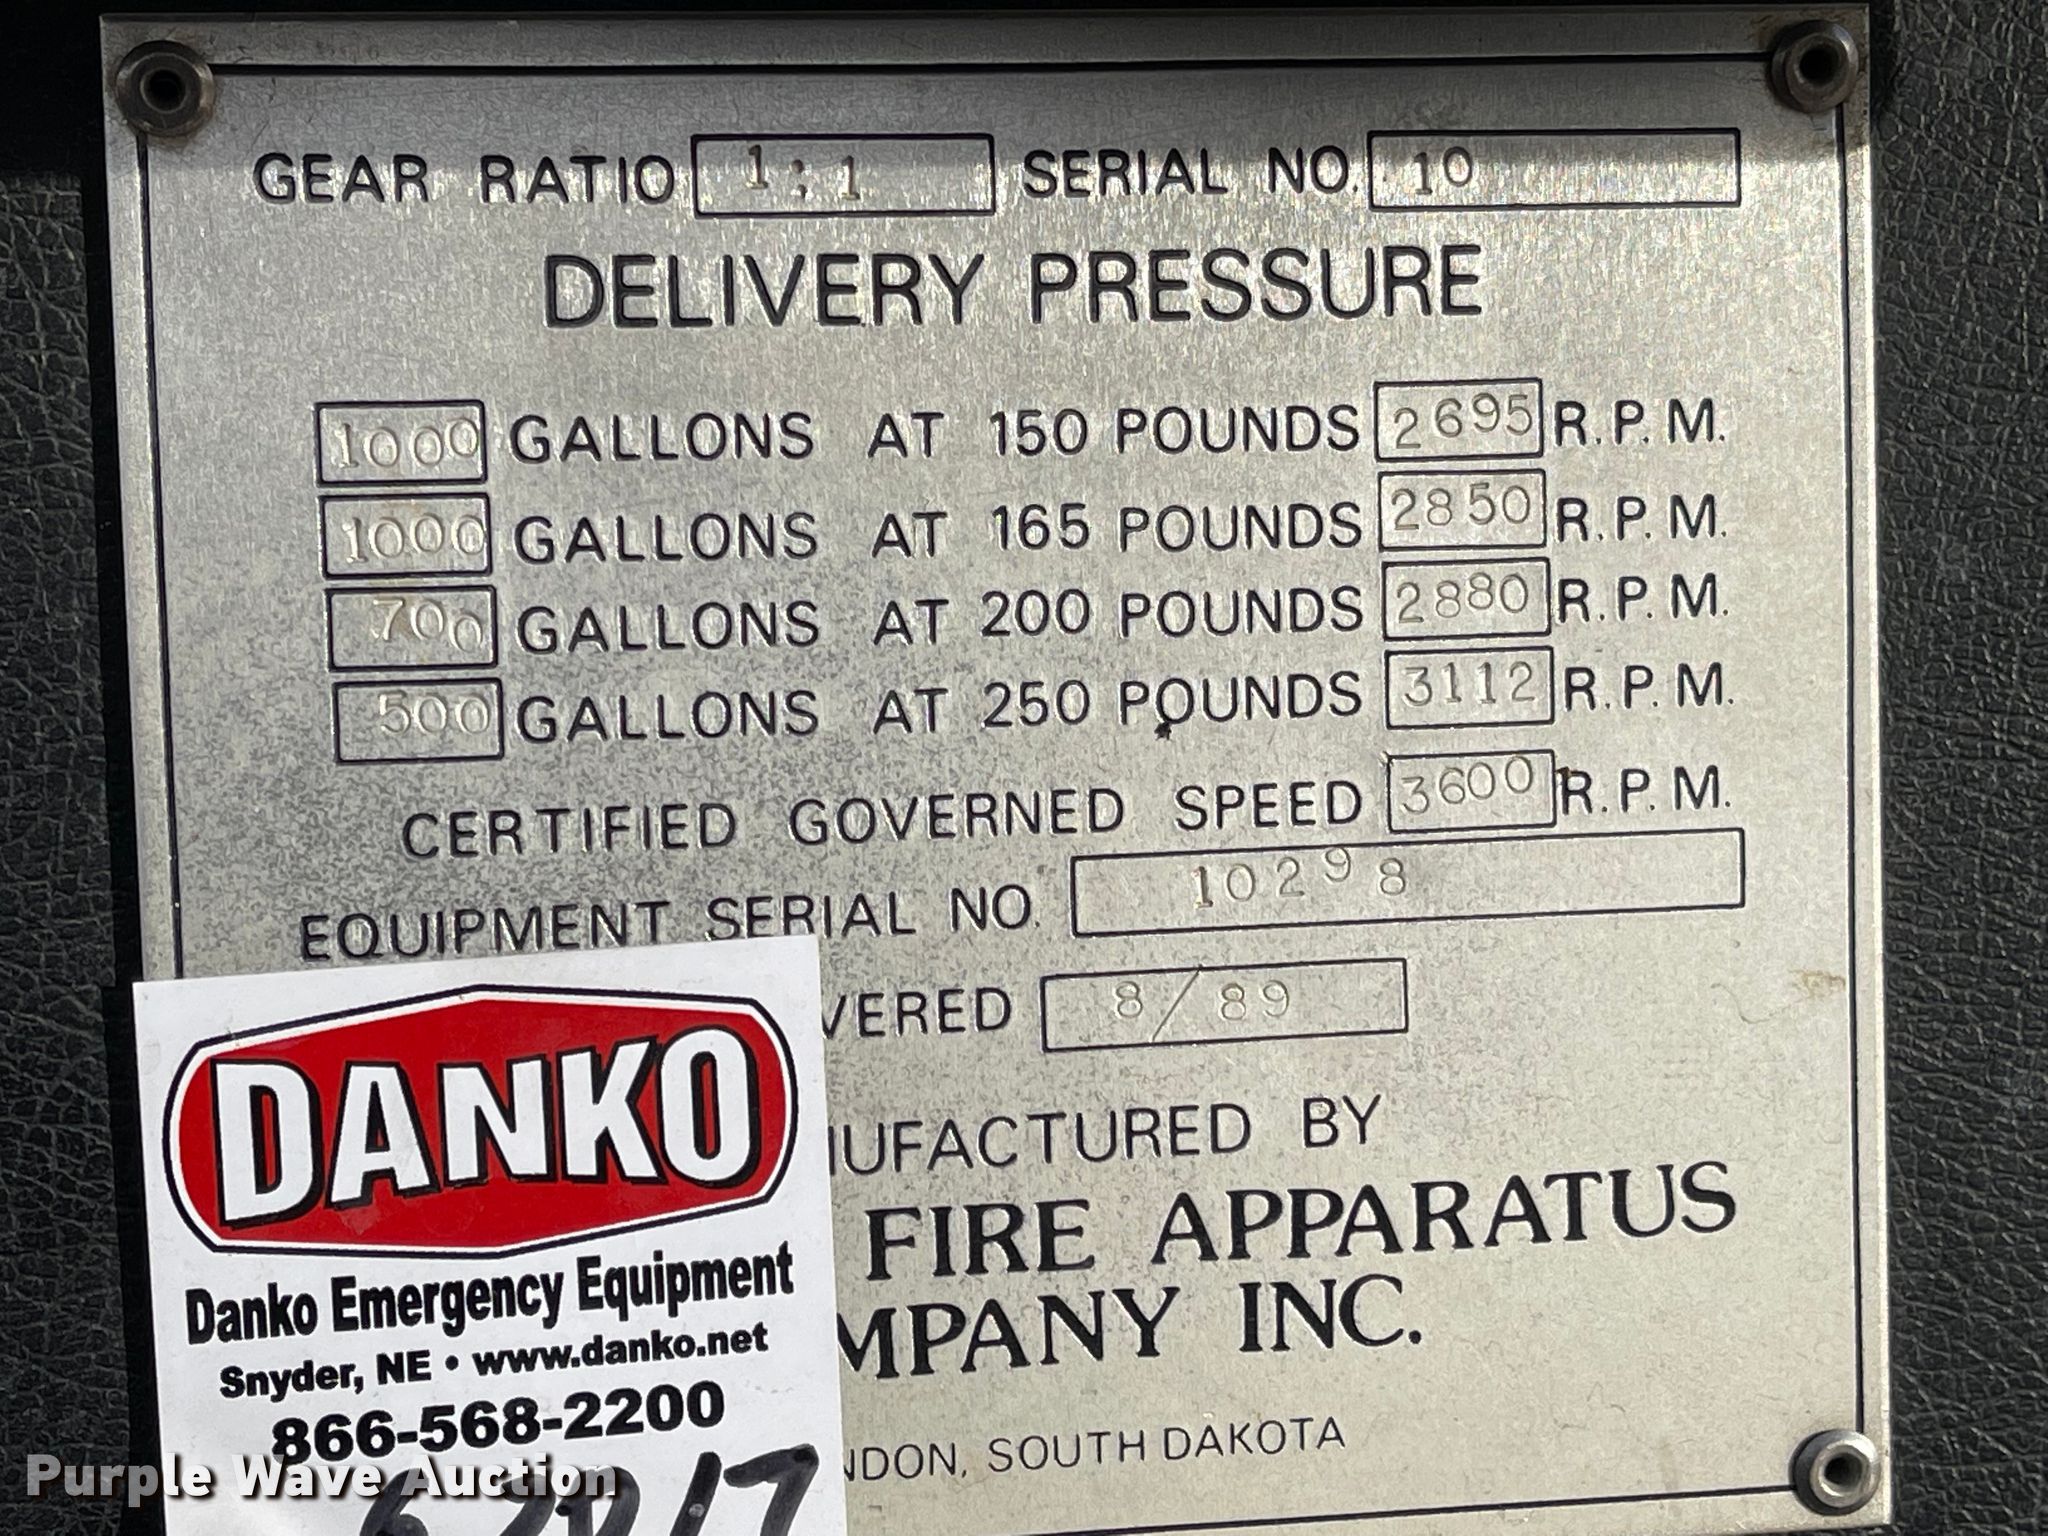 GEAR RATIO 1:1 SERIAL NO. 10
DELIVERY PRESSURE
1000 GALLONS AT 150 POUNDS 2695 R.P.M.
1000 GALLONS AT 165 POUNDS 2850 R.P.M.
700 GALLONS AT 200 POUNDS 2880 R.P.M.
500 GALLONS AT 250 POUNDS 3112 R.P.M.
CERTIFIED GOVERNED SPEED 3600 R.P.M.
EQUIPMENT SERIAL NO. 10298
VERED 8/89
NUFACTURED BY
FIRE APPARATUS
MPANY INC.
NDON, SOUTH DAKOTA
DANKO
Danko Emergency Equipment
Snyder, NE • www.danko.net
866-568-2200
Purple Wave Auction